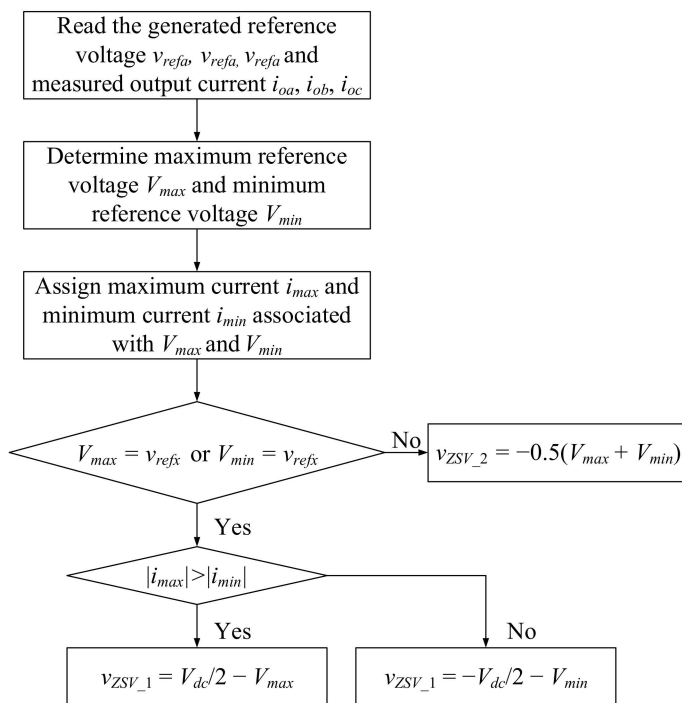 Read the generated reference
voltage v_refa, v_refa, v_refa and
measured output current i_oa, i_ob, i_oc
Determine maximum reference
voltage V_max and minimum
reference voltage V_min
Assign maximum current i_max and
minimum current i_min associated
with V_max and V_min
V_max = v_refx or V_min = v_refx
No
v_ZSV_2 = −0.5(V_max + V_min)
Yes
|i_max|>|i_min|
Yes
No
v_ZSV_1 = V_dc/2 − V_max
v_ZSV_1 = −V_dc/2 − V_min